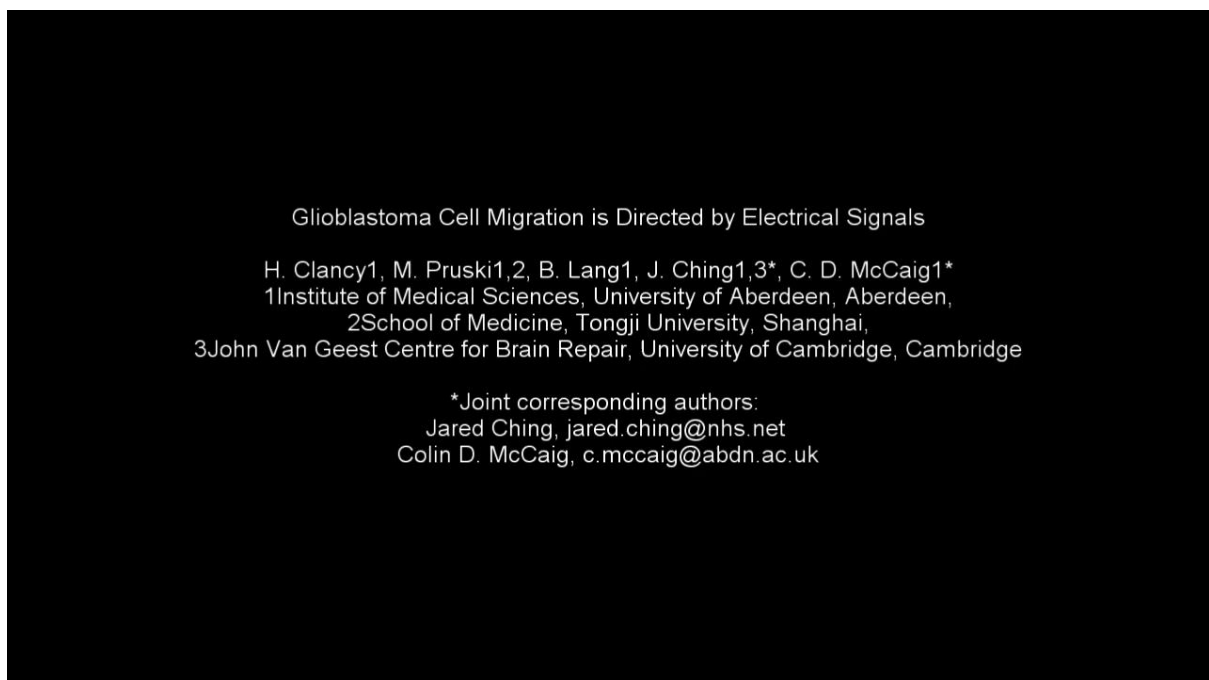 Glioblastoma Cell Migration is Directed by Electrical Signals
H. Clancy1, M. Pruski1,2, B. Lang1, J. Ching1,3*, C. D. McCaig1*
1Institute of Medical Sciences, University of Aberdeen, Aberdeen,
2School of Medicine, Tongji University, Shanghai,
3John Van Geest Centre for Brain Repair, University of Cambridge, Cambridge
*Joint corresponding authors:
Jared Ching, jared.ching@nhs.net
Colin D. McCaig, c.mccaig@abdn.ac.uk